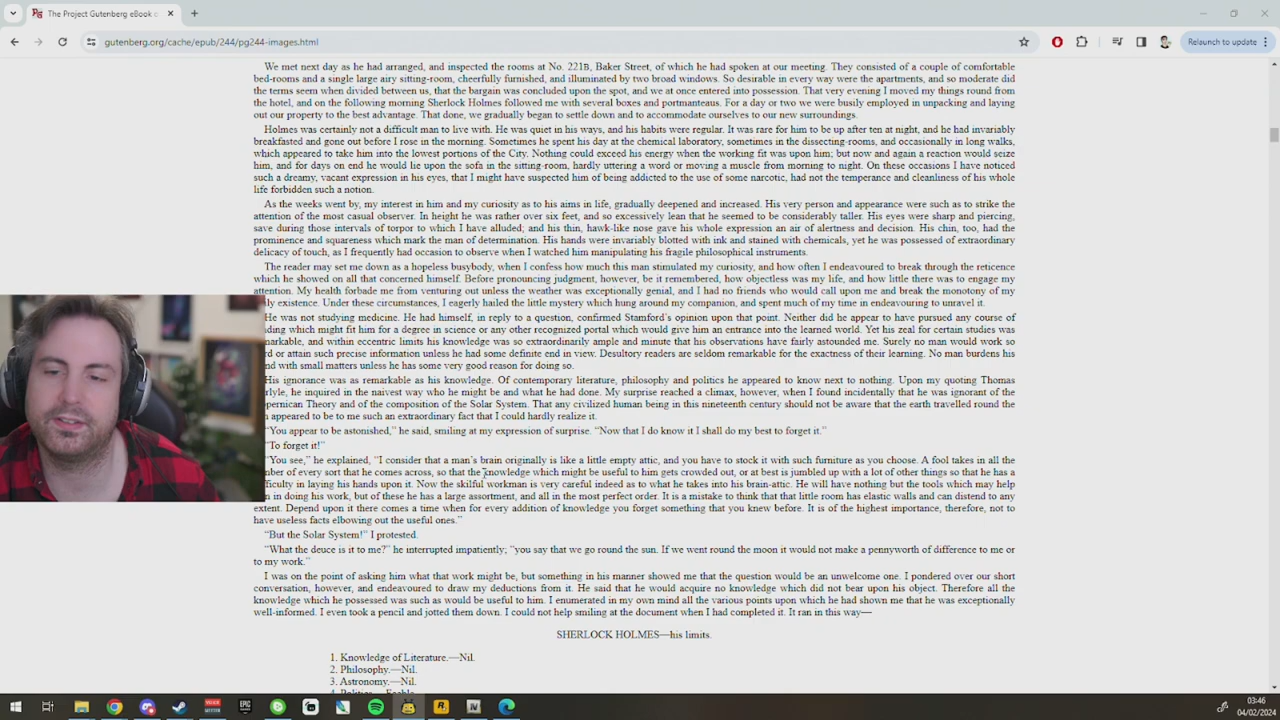 The Project Gutenberg eBook o
gutenberg.org/cache/epub/244/pg244-images.html
Relaunch to update
We met next day as he had arranged, and inspected the rooms at No. 221B, Baker Street, of which he had spoken at our meeting. They consisted of a couple of comfortable
bed-rooms and a single large airy sitting-room, cheerfully furnished, and illuminated by two broad windows. So desirable in every way were the apartments, and so moderate did
the terms seem when divided between us, that the bargain was concluded upon the spot, and we at once entered into possession. That very evening I moved my things round from
the hotel, and on the following morning Sherlock Holmes followed me with several boxes and portmanteaus. For a day or two we were busily employed in unpacking and laying
out our property to the best advantage. That done, we gradually began to settle down and to accommodate ourselves to our new surroundings.
Holmes was certainly not a difficult man to live with. He was quiet in his ways, and his habits were regular. It was rare for him to be up after ten at night, and he had invariably
breakfasted and gone out before I rose in the morning. Sometimes he spent his day at the chemical laboratory, sometimes in the dissecting-rooms, and occasionally in long walks,
which appeared to take him into the lowest portions of the City. Nothing could exceed his energy when the working fit was upon him; but now and again a reaction would seize
him, and for days on end he would lie upon the sofa in the sitting-room, hardly uttering a word or moving a muscle from morning to night. On these occasions I have noticed
such a dreamy, vacant expression in his eyes, that I might have suspected him of being addicted to the use of some narcotic, had not the temperance and cleanliness of his whole
life forbidden such a notion.
As the weeks went by, my interest in him and my curiosity as to his aims in life, gradually deepened and increased. His very person and appearance were such as to strike the
attention of the most casual observer. In height he was rather over six feet, and so excessively lean that he seemed to be considerably taller. His eyes were sharp and piercing,
save during those intervals of torpor to which I have alluded; and his thin, hawk-like nose gave his whole expression an air of alertness and decision. His chin, too, had the
prominence and squareness which mark the man of determination. His hands were invariably blotted with ink and stained with chemicals, yet he was possessed of extraordinary
delicacy of touch, as I frequently had occasion to observe when I watched him manipulating his fragile philosophical instruments.
The reader may set me down as a hopeless busybody, when I confess how much this man stimulated my curiosity, and how often I endeavoured to break through the reticence
which he showed on all that concerned himself. Before pronouncing judgment, however, be it remembered, how objectless was my life, and how little there was to engage my
attention. My health forbade me from venturing out unless the weather was exceptionally genial, and I had no friends who would call upon me and break the monotony of my
ily existence. Under these circumstances, I eagerly hailed the little mystery which hung around my companion, and spent much of my time in endeavouring to unravel it.
He was not studying medicine. He had himself, in reply to a question, confirmed Stamford’s opinion upon that point. Neither did he appear to have pursued any course of
ding which might fit him for a degree in science or any other recognized portal which would give him an entrance into the learned world. Yet his zeal for certain studies was
markable, and within eccentric limits his knowledge was so extraordinarily ample and minute that his observations have fairly astounded me. Surely no man would work so
rd or attain such precise information unless he had some definite end in view. Desultory readers are seldom remarkable for the exactness of their learning. No man burdens his
nd with small matters unless he has some very good reason for doing so.
His ignorance was as remarkable as his knowledge. Of contemporary literature, philosophy and politics he appeared to know next to nothing. Upon my quoting Thomas
rlyle, he inquired in the naivest way who he might be and what he had done. My surprise reached a climax, however, when I found incidentally that he was ignorant of the
pernican Theory and of the composition of the Solar System. That any civilized human being in this nineteenth century should not be aware that the earth travelled round the
n appeared to be to me such an extraordinary fact that I could hardly realize it.
“You appear to be astonished,” he said, smiling at my expression of surprise. “Now that I do know it I shall do my best to forget it.”
“To forget it!”
“You see,” he explained, “I consider that a man’s brain originally is like a little empty attic, and you have to stock it with such furniture as you choose. A fool takes in all the
nber of every sort that he comes across, so that the knowledge which might be useful to him gets crowded out, or at best is jumbled up with a lot of other things so that he has a
fficulty in laying his hands upon it. Now the skilful workman is very careful indeed as to what he takes into his brain-attic. He will have nothing but the tools which may help
n in doing his work, but of these he has a large assortment, and all in the most perfect order. It is a mistake to think that that little room has elastic walls and can distend to any
extent. Depend upon it there comes a time when for every addition of knowledge you forget something that you knew before. It is of the highest importance, therefore, not to
have useless facts elbowing out the useful ones.”
“But the Solar System!” I protested.
“What the deuce is it to me?” he interrupted impatiently; “you say that we go round the sun. If we went round the moon it would not make a pennyworth of difference to me or
to my work.”
I was on the point of asking him what that work might be, but something in his manner showed me that the question would be an unwelcome one. I pondered over our short
conversation, however, and endeavoured to draw my deductions from it. He said that he would acquire no knowledge which did not bear upon his object. Therefore all the
knowledge which he possessed was such as would be useful to him. I enumerated in my own mind all the various points upon which he had shown me that he was exceptionally
well-informed. I even took a pencil and jotted them down. I could not help smiling at the document when I had completed it. It ran in this way—
SHERLOCK HOLMES—his limits.
1. Knowledge of Literature.—Nil.
2. Philosophy.—Nil.
3. Astronomy.—Nil.
4. Politics.—Feeble.
03:46
04/02/2024